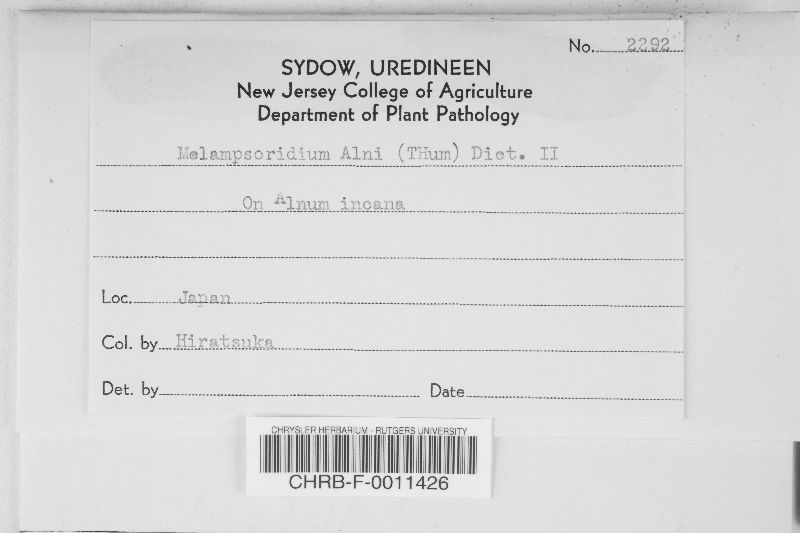 No. 2292
SYDOW, UREDINEEN
New Jersey College of Agriculture
Department of Plant Pathology
Melampsoridium Alni (THum) Diet. II
On Alnum incana
Loc. Japan
Col. by Hiratsuka
Det. by Date
CHRYSLER HERBARIUM - RUTGERS UNIVERSITY
CHRB-F-0011426